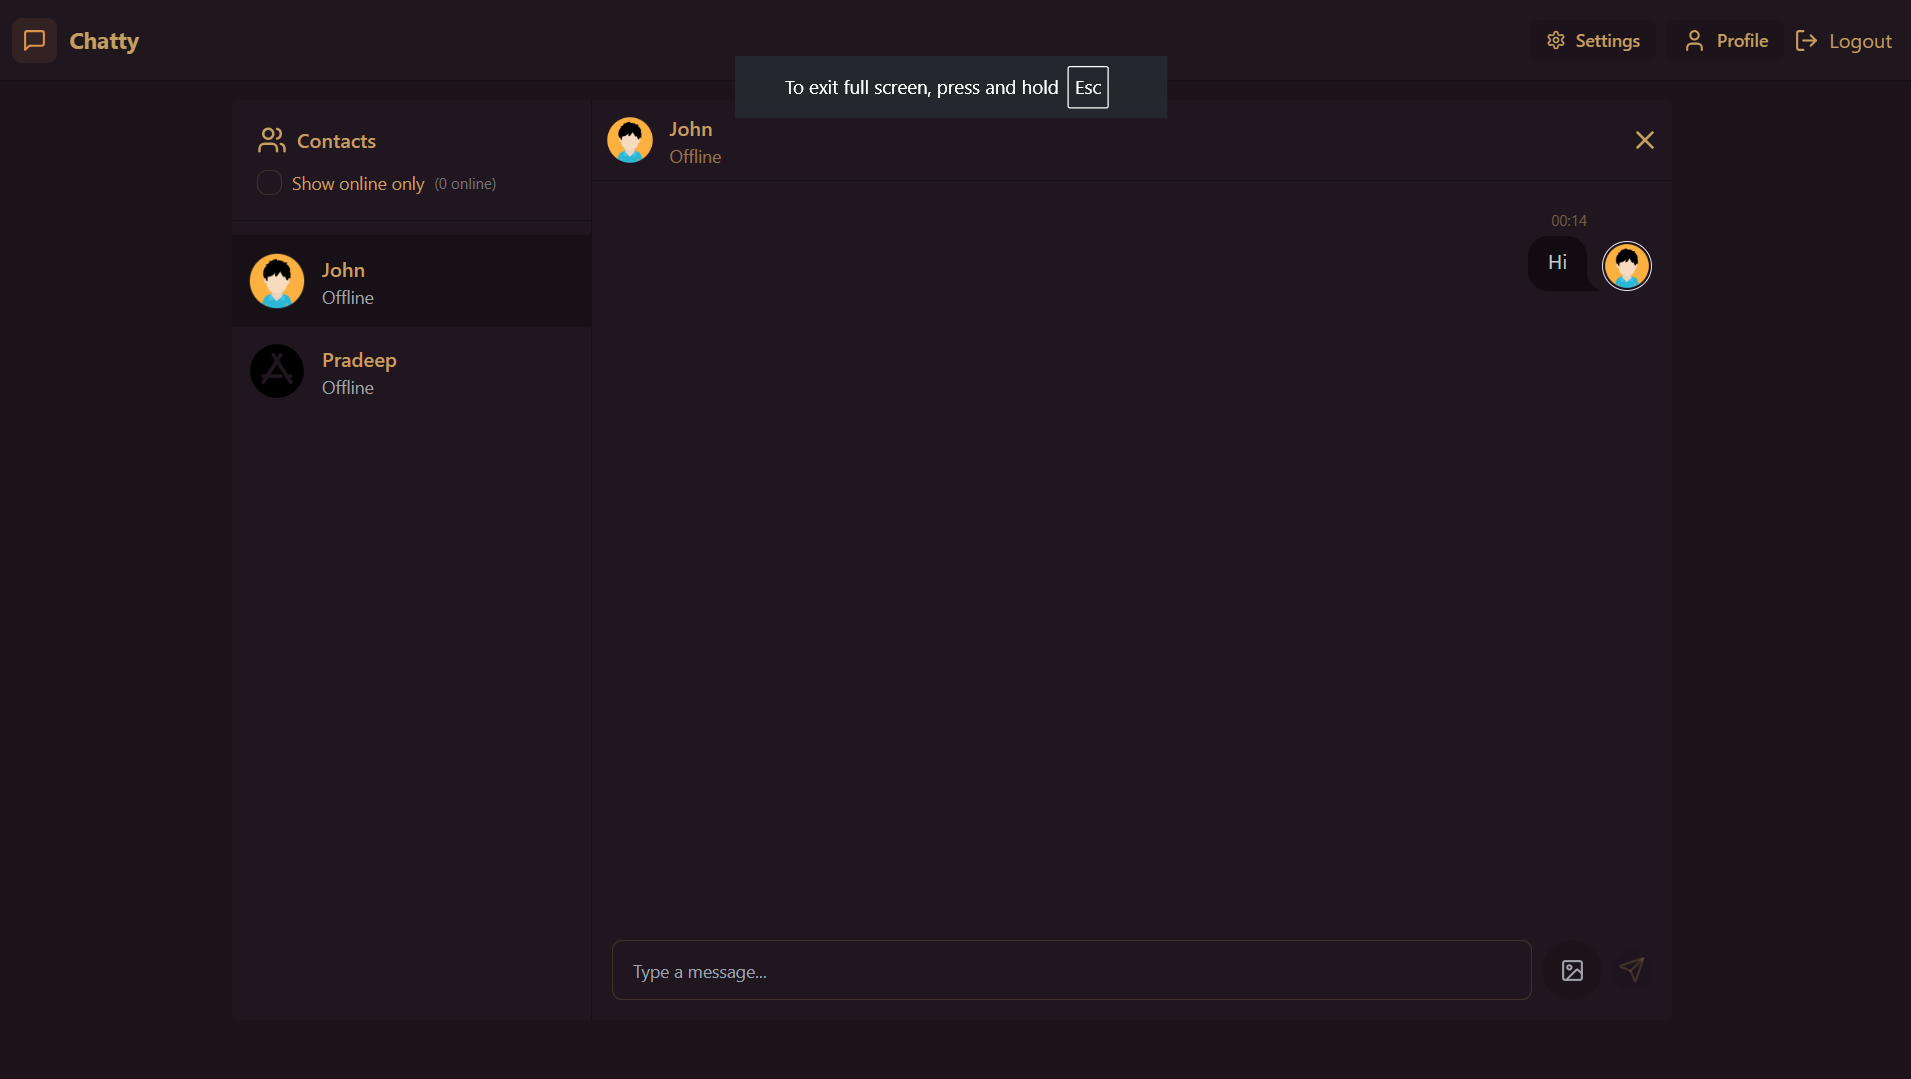 Chatty
Settings
Profile
Logout
To exit full screen, press and hold Esc
Contacts
Show online only (0 online)
John
Offline
Pradeep
Offline
John
Offline
00:14
Hi
Type a message...